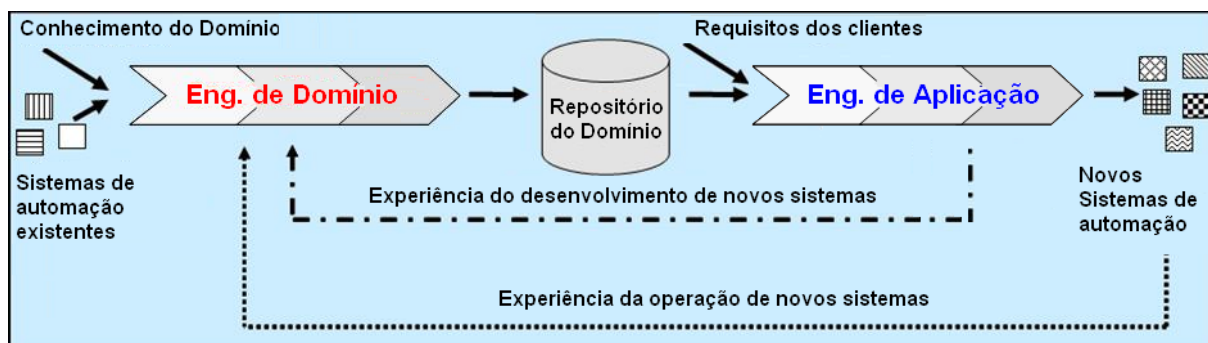 Conhecimento do Domínio
Requisitos dos clientes
Eng. de Domínio
Repositório
do Domínio
Eng. de Aplicação
Sistemas de
automação
existentes
Experiência do desenvolvimento de novos sistemas
Novos
Sistemas de
automação
Experiência da operação de novos sistemas